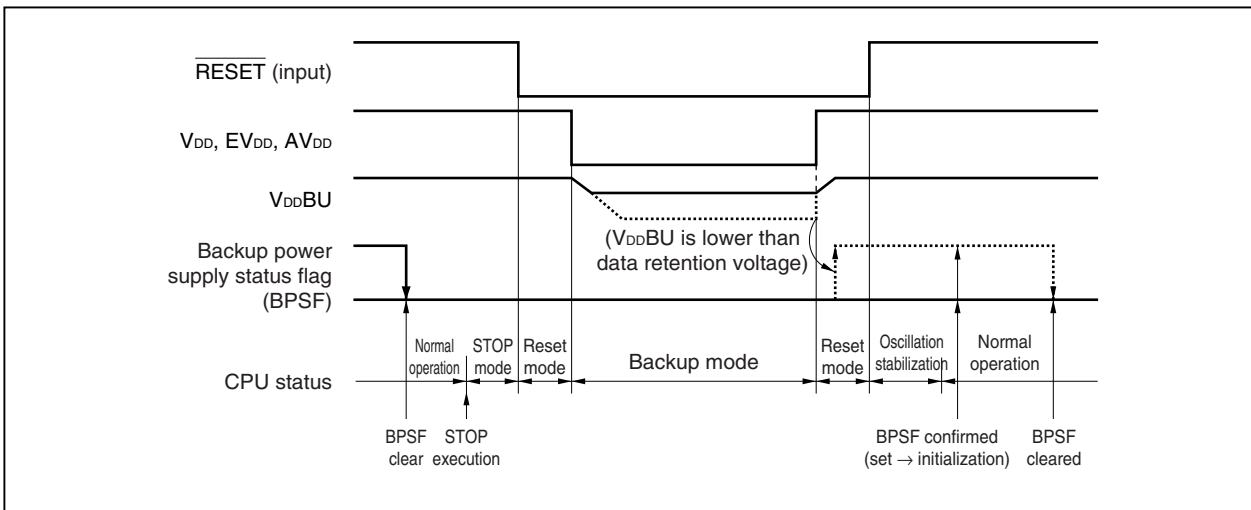 RESET (input)
VDD, EVDD, AVDD
VDDBU
(VDDBU is lower than
data retention voltage)
Backup power
supply status flag
(BPSF)
CPU status
Normal
operation
STOP
mode
Reset
mode
Backup mode
Reset
mode
Oscillation
stabilization
Normal
operation
BPSF
clear
STOP
execution
BPSF confirmed
(set → initialization)
BPSF
cleared